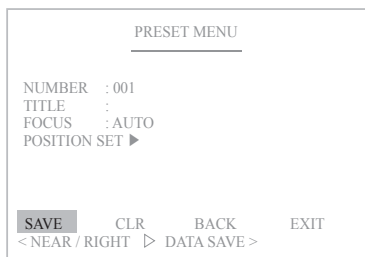 PRESET MENU
NUMBER : 001
TITLE :
FOCUS : AUTO
POSITION SET ▶
SAVE CLR BACK EXIT
< NEAR / RIGHT ▷ DATA SAVE >